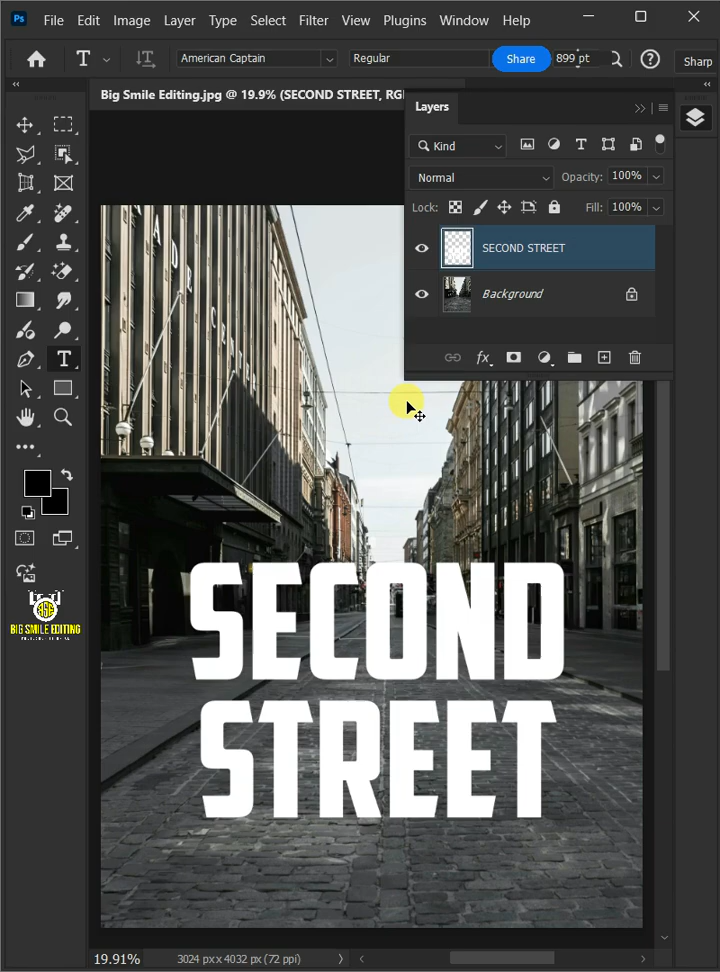 Ps File Edit Image Layer Type Select Filter View Plugins Window Help
T American Captain Regular Share 899 pt Sharp
Big Smile Editing.jpg @ 19.9% (SECOND STREET, RG
Layers
Kind
Normal Opacity: 100%
Lock: Fill: 100%
SECOND STREET
Background
fx
BIG SMILE EDITING
SECOND
STREET
19.91% 3024 px x 4032 px (72 ppi)